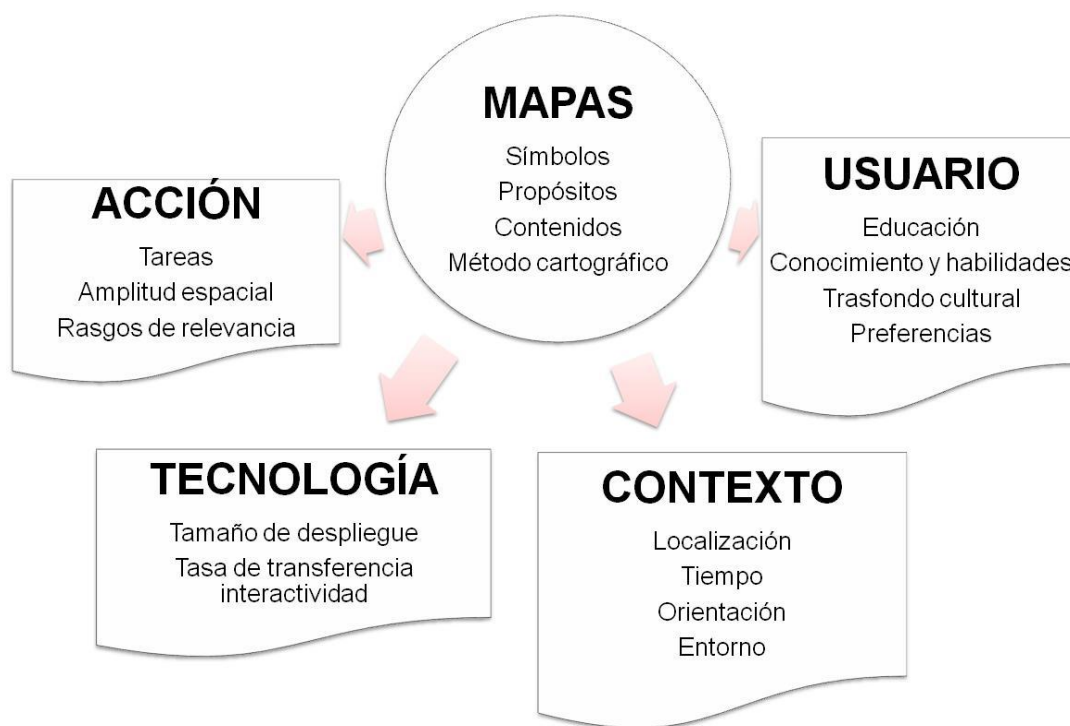 MAPAS
Símbolos
Propósitos
Contenidos
Método cartográfico
ACCIÓN
Tareas
Amplitud espacial
Rasgos de relevancia
USUARIO
Educación
Conocimiento y habilidades
Trasfondo cultural
Preferencias
TECNOLOGÍA
Tamaño de despliegue
Tasa de transferencia
interactividad
CONTEXTO
Localización
Tiempo
Orientación
Entorno